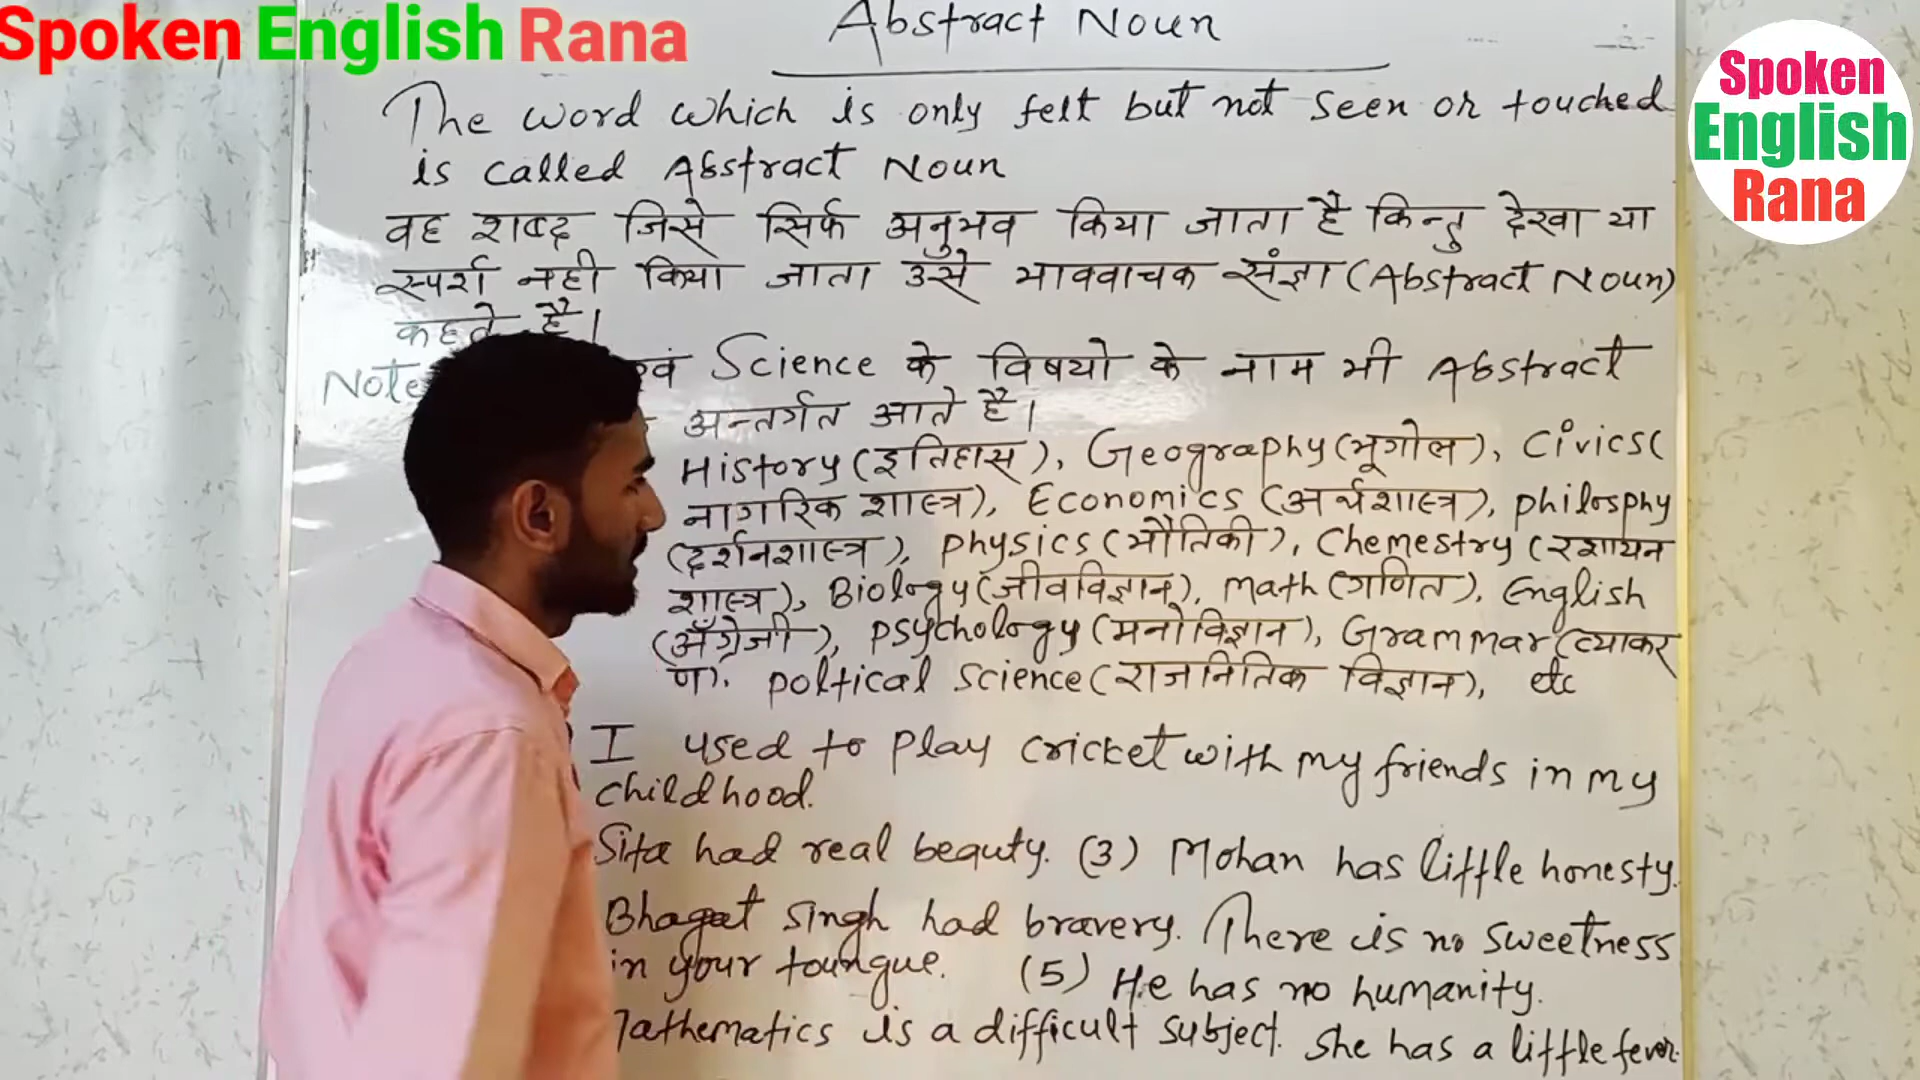 Spoken English Rana
Abstract Noun
Spoken
English
Rana
The word which is only felt but not seen or touched
is called Abstract Noun
वह शब्द जिसे सिर्फ अनुभव किया जाता है किन्तु देखा या
स्पर्श नही किया जाता उसे भाववाचक संज्ञा (Abstract Noun)
कहते है।
Note एवं Science के विषयो के नाम भी Abstract
अन्तर्गत आते है।
History (इतिहास), Geography (भूगोल), Civics(
नागरिक शास्त्र), Economics (अर्थशास्त्र), philosphy
(दर्शनशास्त्र), physics (भौतिकी), Chemestry (रशायन
शास्त्र), Biology (जीवविज्ञान), Math (गणित), English
(अँग्रेजी), psychology (मनोविज्ञान), Grammar (व्याकर
ण), poltical science (राजनितिक विज्ञान), etc
I used to play cricket with my friends in my
childhood.
Sita had real beauty. (3) Mohan has little honesty.
Bhagat singh had bravery. There is no sweetness
in your toungue. (5) He has no humanity.
Mathematics is a difficult subject. She has a little fever.